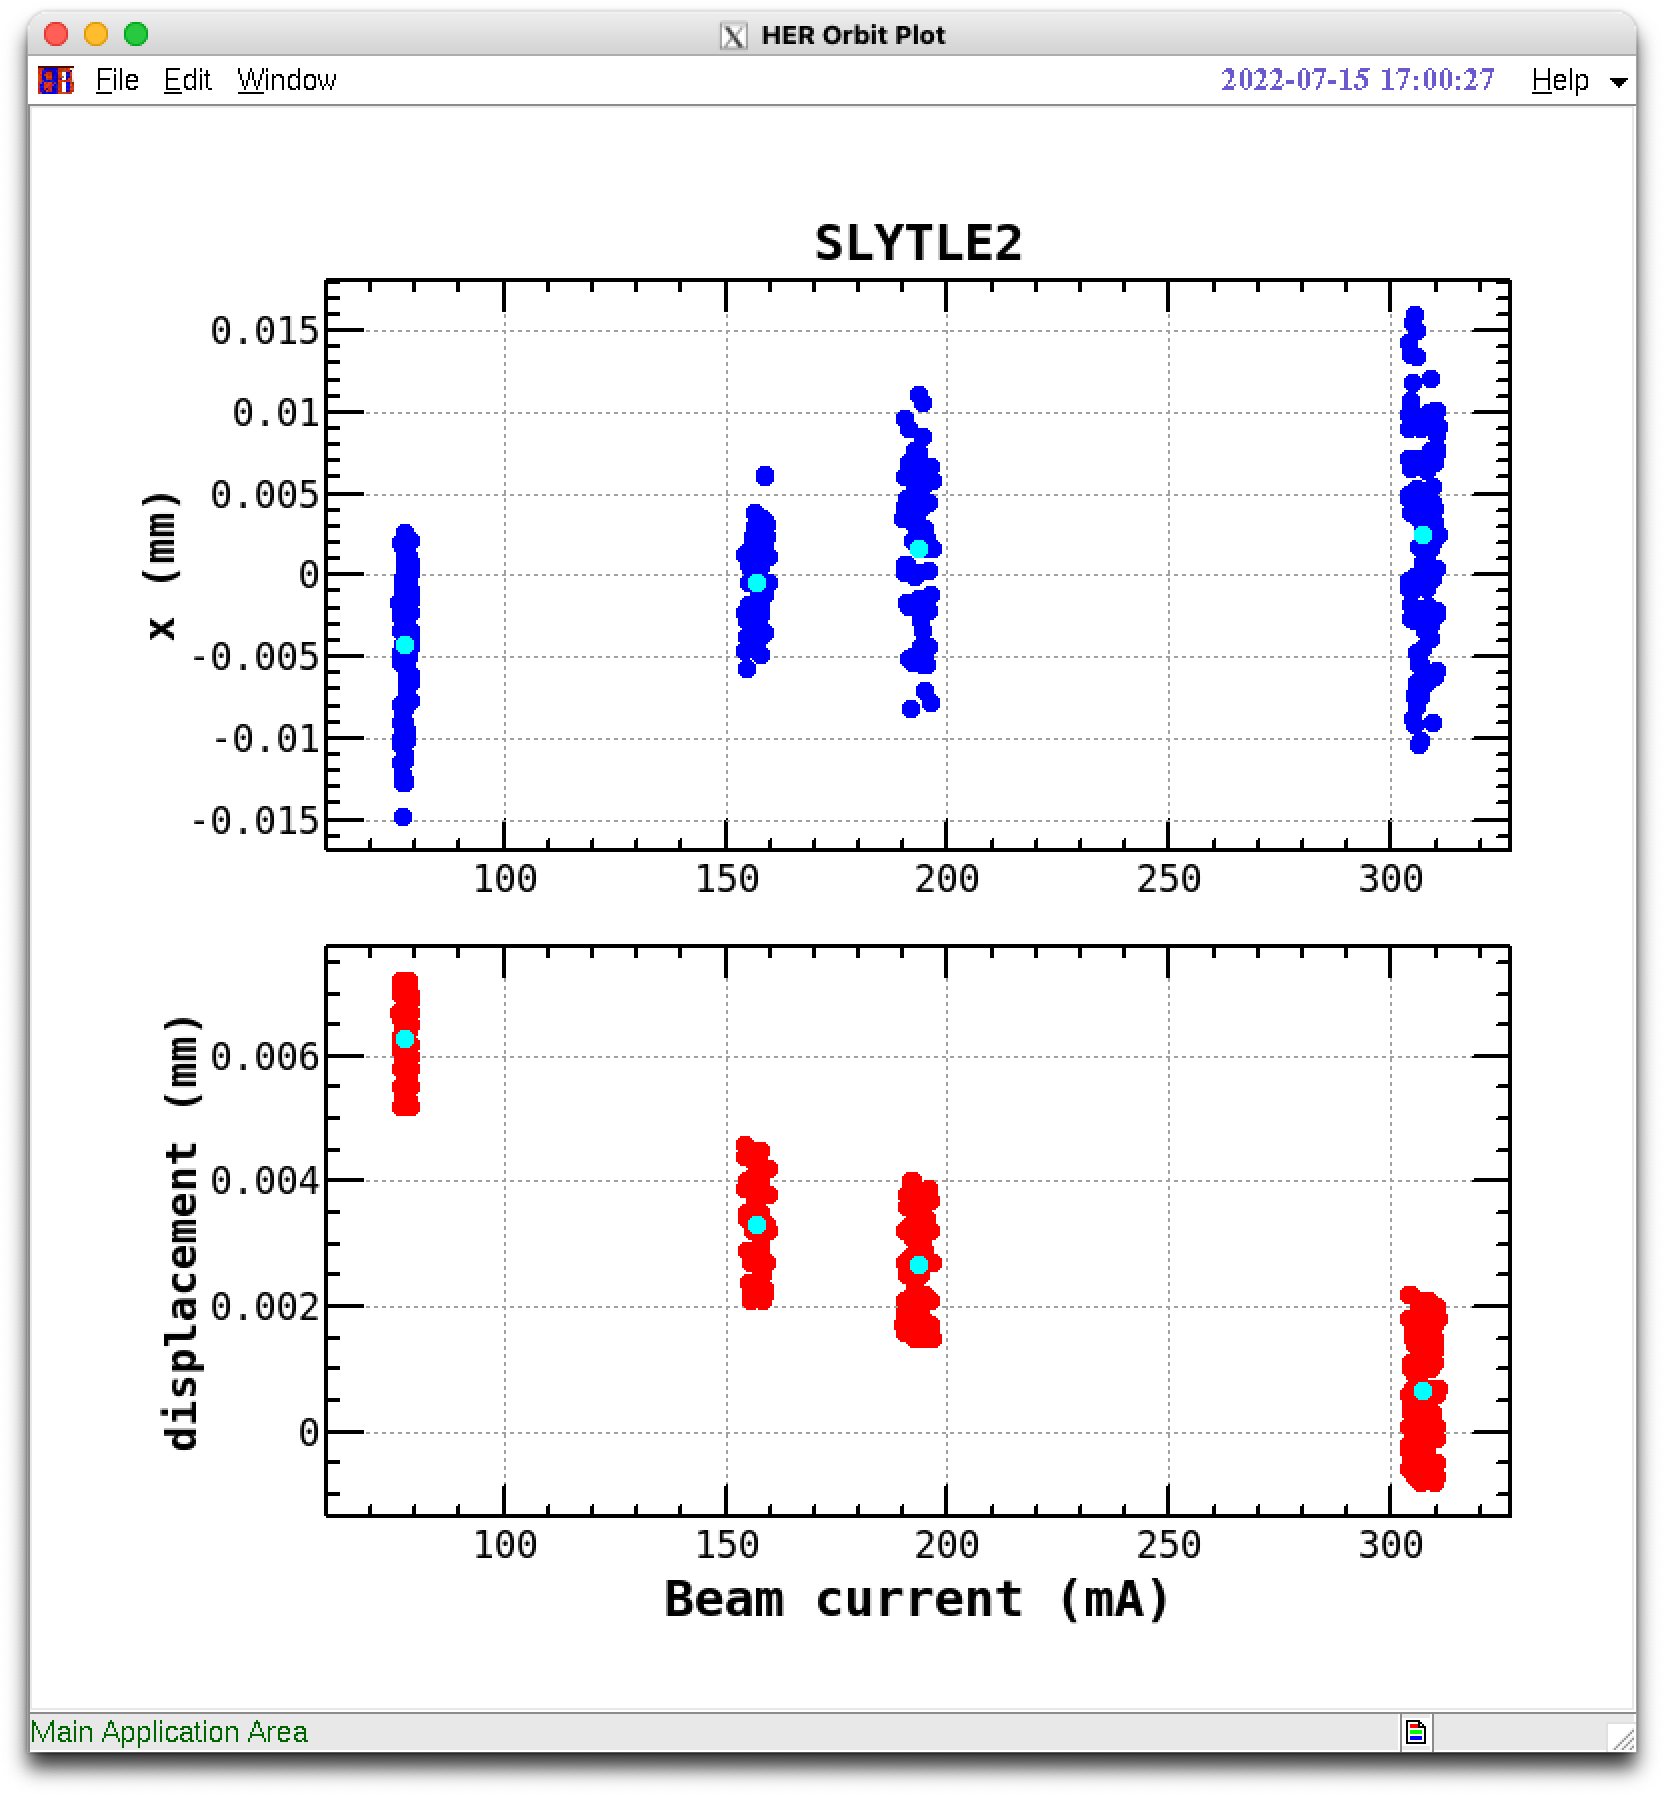 HER Orbit Plot
File Edit Window 2022-07-15 17:00:27 Help
SLYTLE2
x (mm)
0.015
0.01
0.005
0
-0.005
-0.01
-0.015
100 150 200 250 300
displacement (mm)
0.006
0.004
0.002
0
100 150 200 250 300
Beam current (mA)
Main Application Area